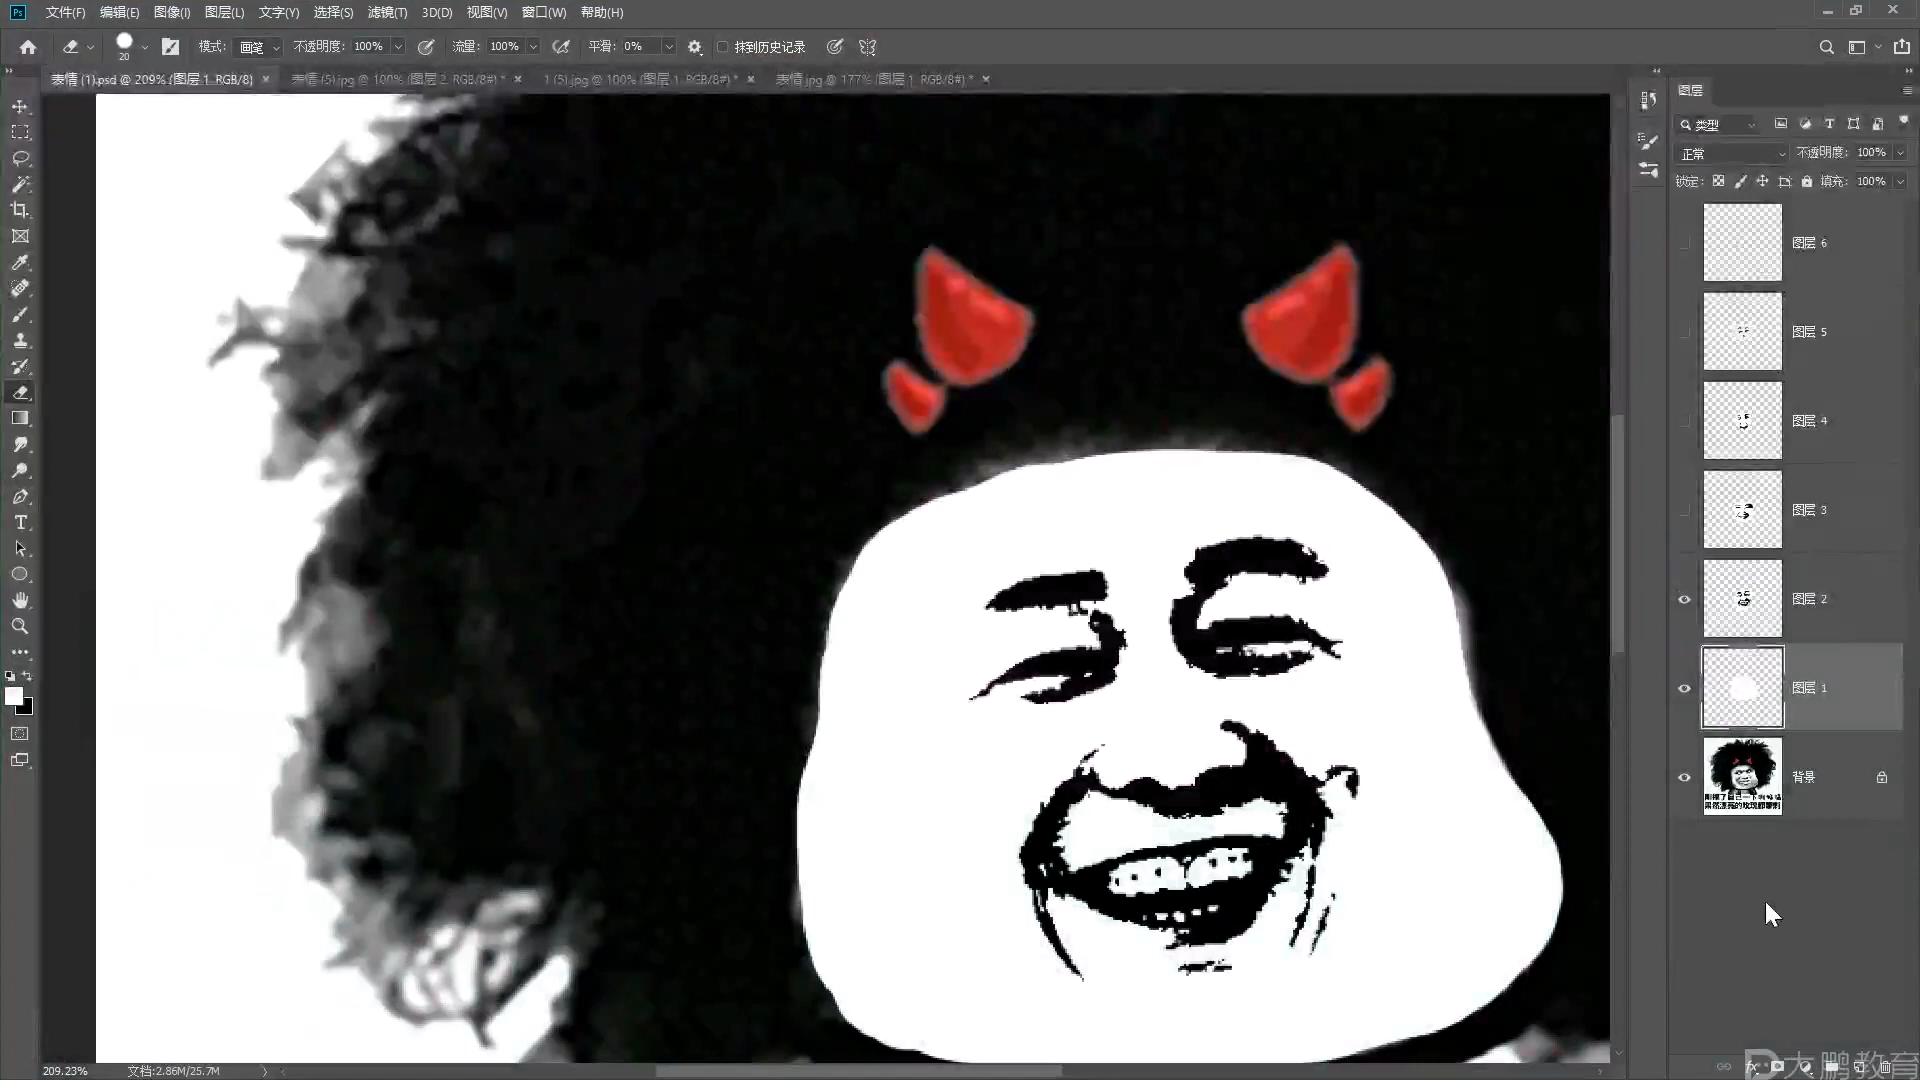 Ps 文件(F) 编辑(E) 图像(I) 图层(L) 文字(Y) 选择(S) 滤镜(T) 3D(D) 视图(V) 窗口(W) 帮助(H)
20 模式: 画笔 不透明度: 100% 流量: 100% 平滑: 0% 抹到历史记录
表情 (1).psd @ 209% (图层 1, RGB/8) × 表情 (5).jpg @ 100% (图层 2, RGB/8#) * × 1 (5).jpg @ 100% (图层 1, RGB/8#) * × 表情.jpg @ 177% (图层 1, RGB/8#) * ×
图层
类型
正常 不透明度: 100%
锁定: 填充: 100%
图层 6
图层 5
图层 4
图层 3
图层 2
图层 1
背景
209.23% 文档:2.86M/25.7M
大鹏教育